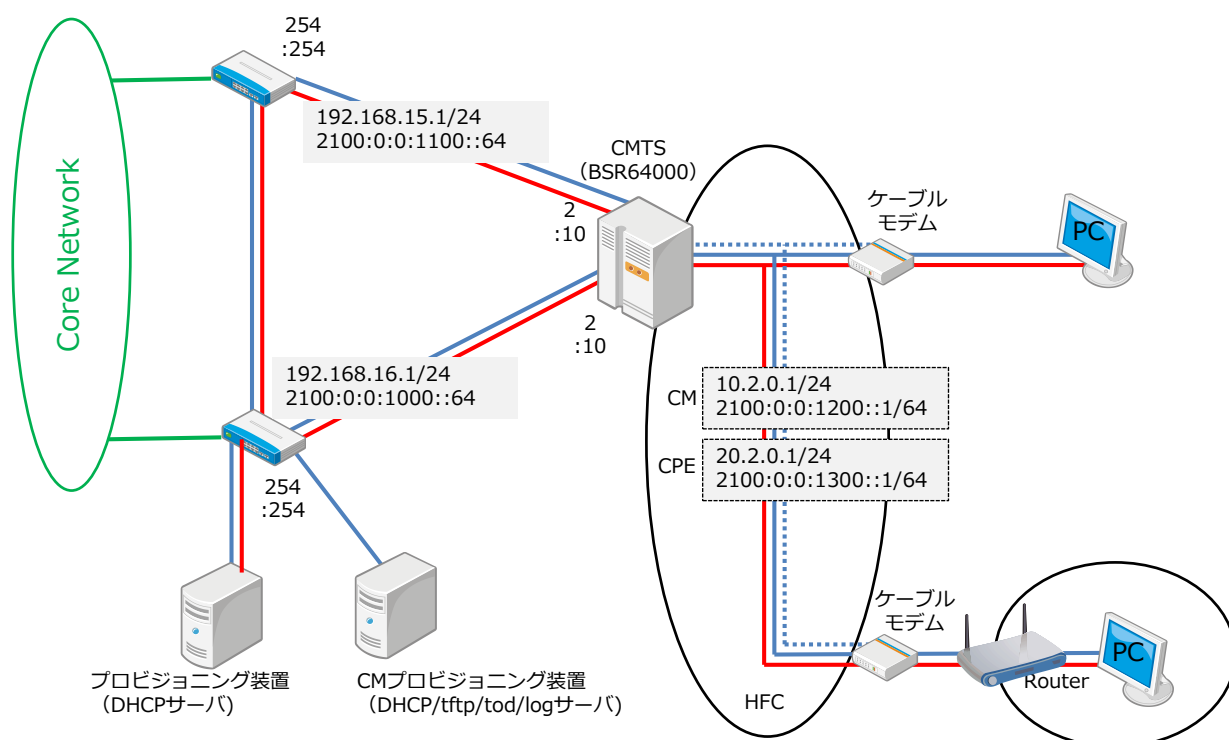 254
:254
192.168.15.1/24
2100:0:0:1100::64
Core Network
CMTS
（BSR64000）
2
:10
ケーブル
モデム
PC
2
:10
192.168.16.1/24
2100:0:0:1000::64
CM
10.2.0.1/24
2100:0:0:1200::1/64
CPE
20.2.0.1/24
2100:0:0:1300::1/64
254
:254
ケーブル
モデム
PC
Router
HFC
プロビジョニング装置
（DHCPサーバ)
CMプロビジョニング装置
（DHCP/tftp/tod/logサーバ)